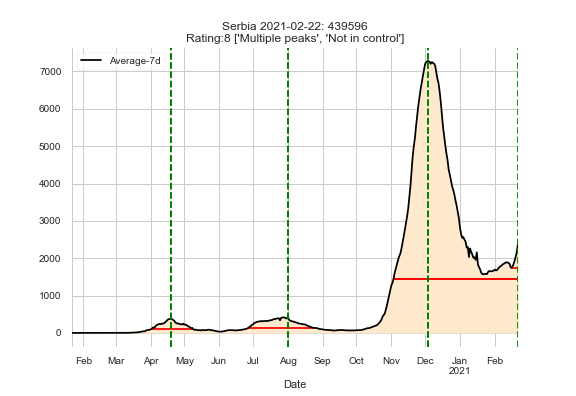 Serbia 2021-02-22: 439596
Rating:8 ['Multiple peaks', 'Not in control']
Average-7d
7000
6000
5000
4000
3000
2000
1000
0
Feb Mar Apr May Jun Jul Aug Sep Oct Nov Dec Jan Feb
2021
Date